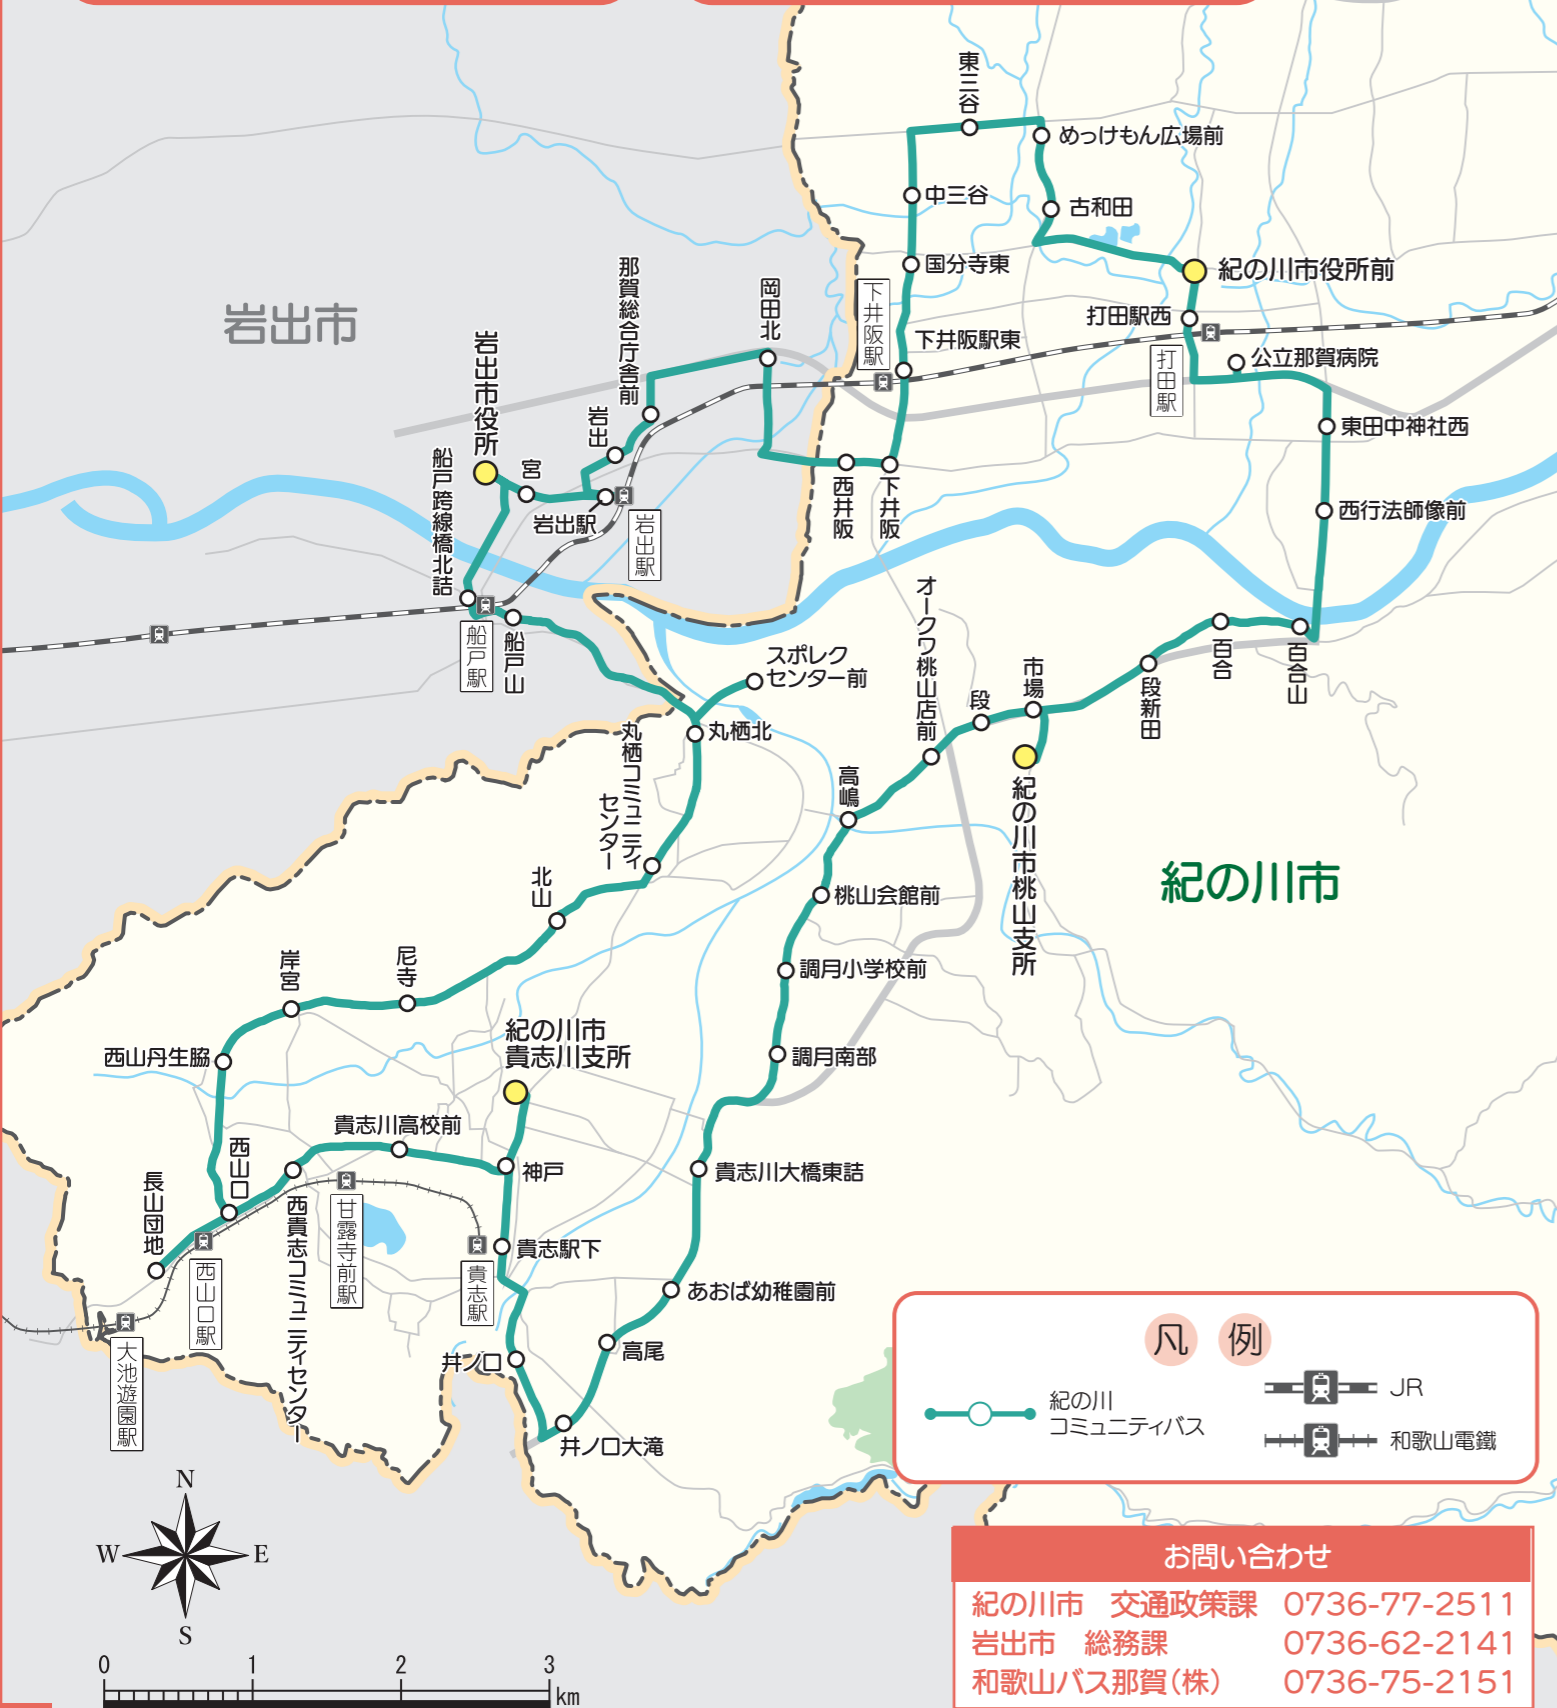 東三谷
めっけもん広場前
中三谷
古和田
国分寺東
紀の川市役所前
那賀総合庁舎前
岡田北
下井阪駅
岩出市
打田駅西
岩出市役所
下井阪駅東
公立那賀病院
打田駅
岩出
東田中神社西
船戸跨線橋北詰
宮
西井阪
下井阪
岩出駅
岩出駅
西行法師像前
オークワ桃山店前
船戸駅
船戸山
スポレク
センター前
百合
百合山
市場
段
段新田
丸栖北
丸栖コミュニティ
センター
高嶋
紀の川市桃山支所
紀の川市
北山
桃山会館前
岸宮
尼寺
調月小学校前
紀の川市
貴志川支所
西山丹生脇
調月南部
貴志川高校前
西山口
神戸
貴志川大橋東詰
長山団地
西貴志コミュニティセンター
甘露寺前駅
貴志駅下
西山口駅
貴志駅
あおば幼稚園前
大池遊園駅
高尾
井ノ口
井ノ口大滝
凡例
紀の川
コミュニティバス
JR
和歌山電鐵
N
W
E
S
0 1 2 3
km
お問い合わせ
紀の川市 交通政策課 0736-77-2511
岩出市 総務課 0736-62-2141
和歌山バス那賀(株) 0736-75-2151